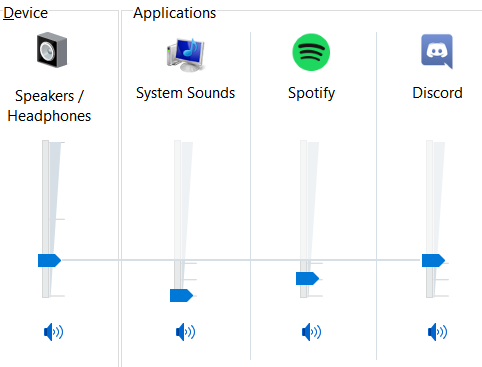 Device
Applications
Speakers /
Headphones
System Sounds
Spotify
Discord